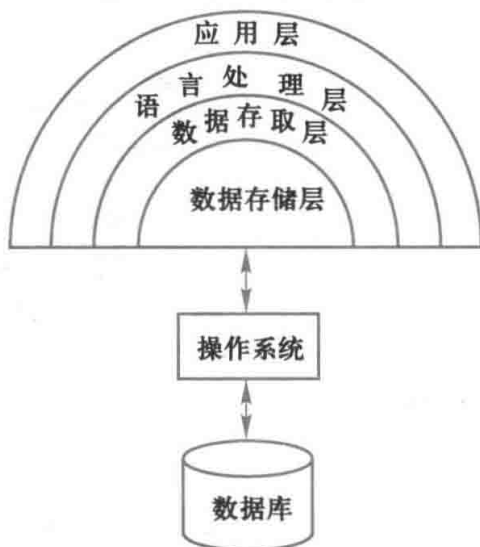 应用层
语言处理层
数据存取层
数据存储层
操作系统
数据库